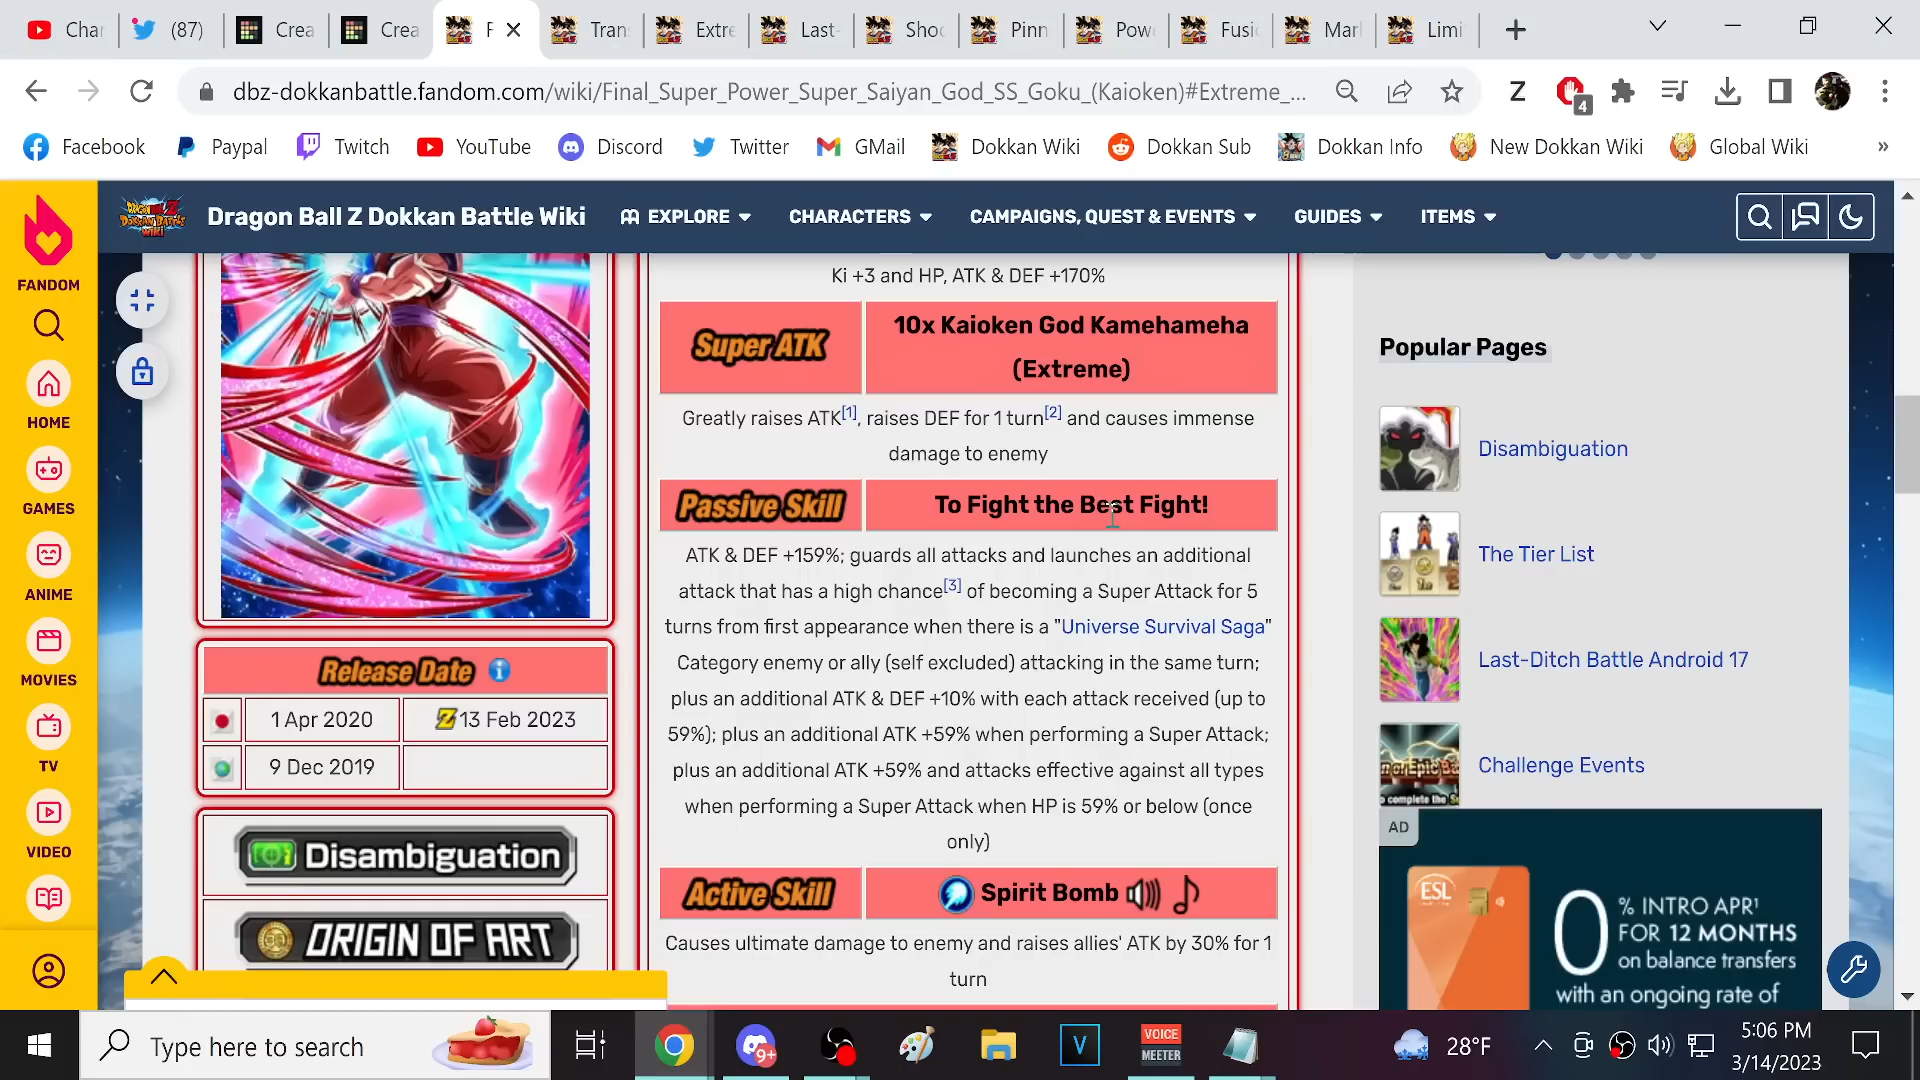 Char
(87)
Crea
Crea
F
Tran
Extre
Last-
Shoc
Pinn
Powe
Fusi
Marl
Limi
dbz-dokkanbattle.fandom.com/wiki/Final_Super_Power_Super_Saiyan_God_SS_Goku_(Kaioken)#Extreme_...
Z
4
Facebook
Paypal
Twitch
YouTube
Discord
Twitter
GMail
Dokkan Wiki
Dokkan Sub
Dokkan Info
New Dokkan Wiki
Global Wiki
»
Dragon Ball Z Dokkan Battle Wiki
EXPLORE
CHARACTERS
CAMPAIGNS, QUEST & EVENTS
GUIDES
ITEMS
FANDOM
HOME
GAMES
ANIME
MOVIES
TV
VIDEO
Ki +3 and HP, ATK & DEF +170%
Super ATK
10x Kaioken God Kamehameha
(Extreme)
Greatly raises ATK[1], raises DEF for 1 turn[2] and causes immense
damage to enemy
Passive Skill
To Fight the Best Fight!
ATK & DEF +159%; guards all attacks and launches an additional
attack that has a high chance[3] of becoming a Super Attack for 5
turns from first appearance when there is a "Universe Survival Saga"
Category enemy or ally (self excluded) attacking in the same turn;
plus an additional ATK & DEF +10% with each attack received (up to
59%); plus an additional ATK +59% when performing a Super Attack;
plus an additional ATK +59% and attacks effective against all types
when performing a Super Attack when HP is 59% or below (once
only)
Active Skill
Spirit Bomb
Causes ultimate damage to enemy and raises allies' ATK by 30% for 1
turn
Release Date
1 Apr 2020
Z 13 Feb 2023
9 Dec 2019
Disambiguation
ORIGIN OF ART
Popular Pages
Disambiguation
The Tier List
Last-Ditch Battle Android 17
Challenge Events
AD
ESL
0% INTRO APR¹
FOR 12 MONTHS
on balance transfers
with an ongoing rate of
Type here to search
9+
V
VOICE
MEETER
28°F
5:06 PM
3/14/2023